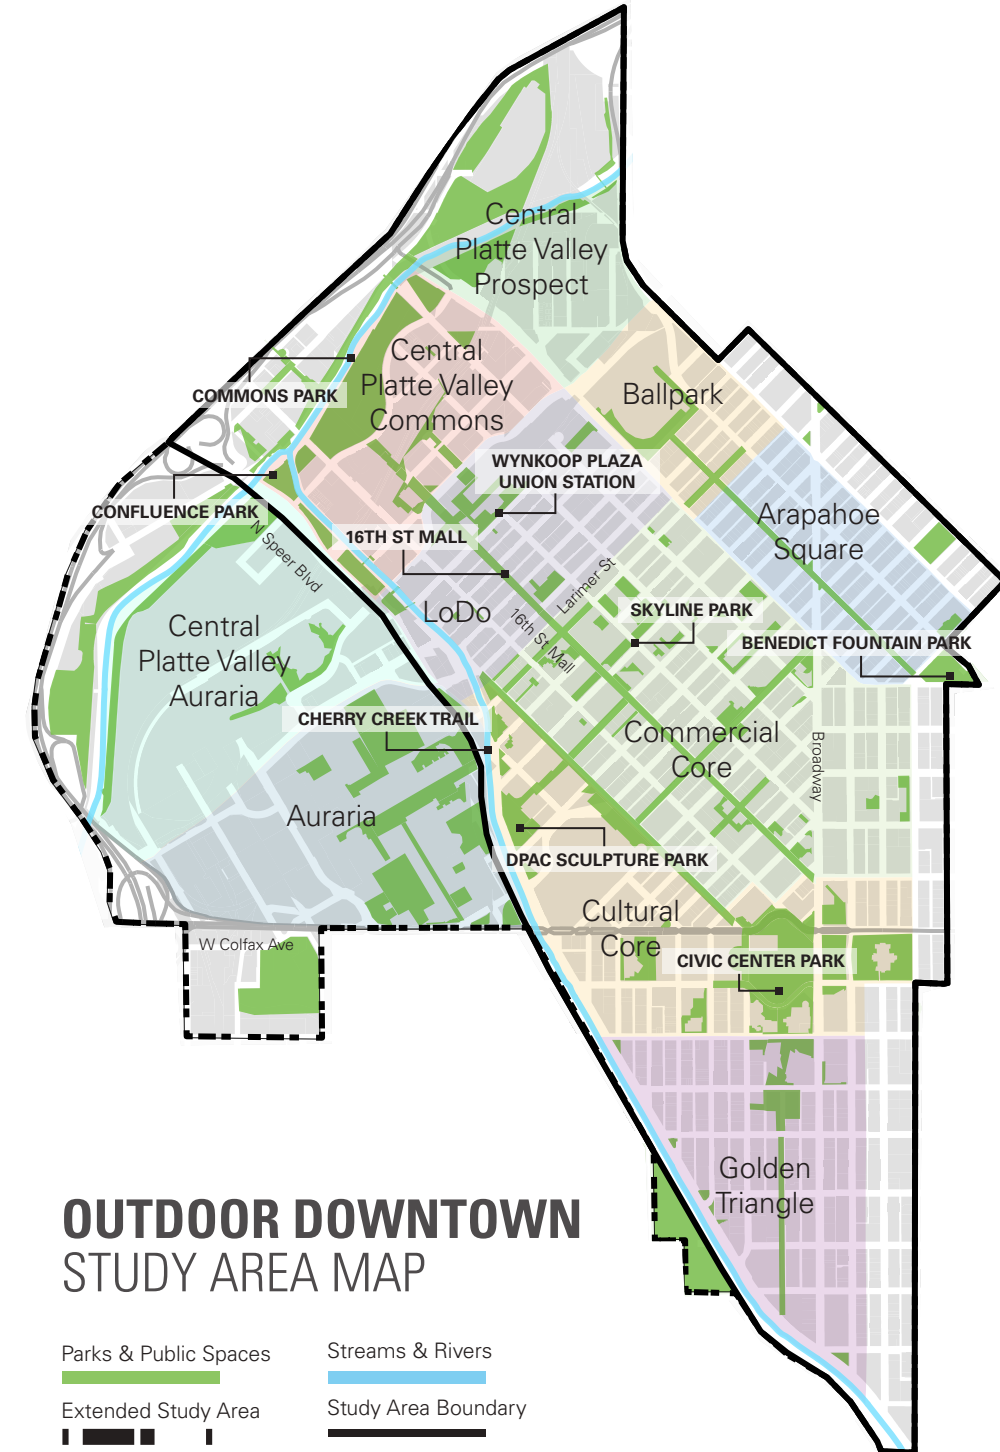 Central
Platte Valley
Prospect
Central
Platte Valley
Commons
COMMONS PARK
Ballpark
WYNKOOP PLAZA
UNION STATION
CONFLUENCE PARK
N Speer Blvd
16TH ST MALL
Arapahoe
Square
Larimer St
LoDo
16th St Mall
SKYLINE PARK
BENEDICT FOUNTAIN PARK
Central
Platte Valley
Auraria
CHERRY CREEK TRAIL
Commercial
Core
Broadway
Auraria
DPAC SCULPTURE PARK
Cultural
Core
W Colfax Ave
CIVIC CENTER PARK
Golden
Triangle
OUTDOOR DOWNTOWN
STUDY AREA MAP
Parks & Public Spaces
Streams & Rivers
Extended Study Area
Study Area Boundary